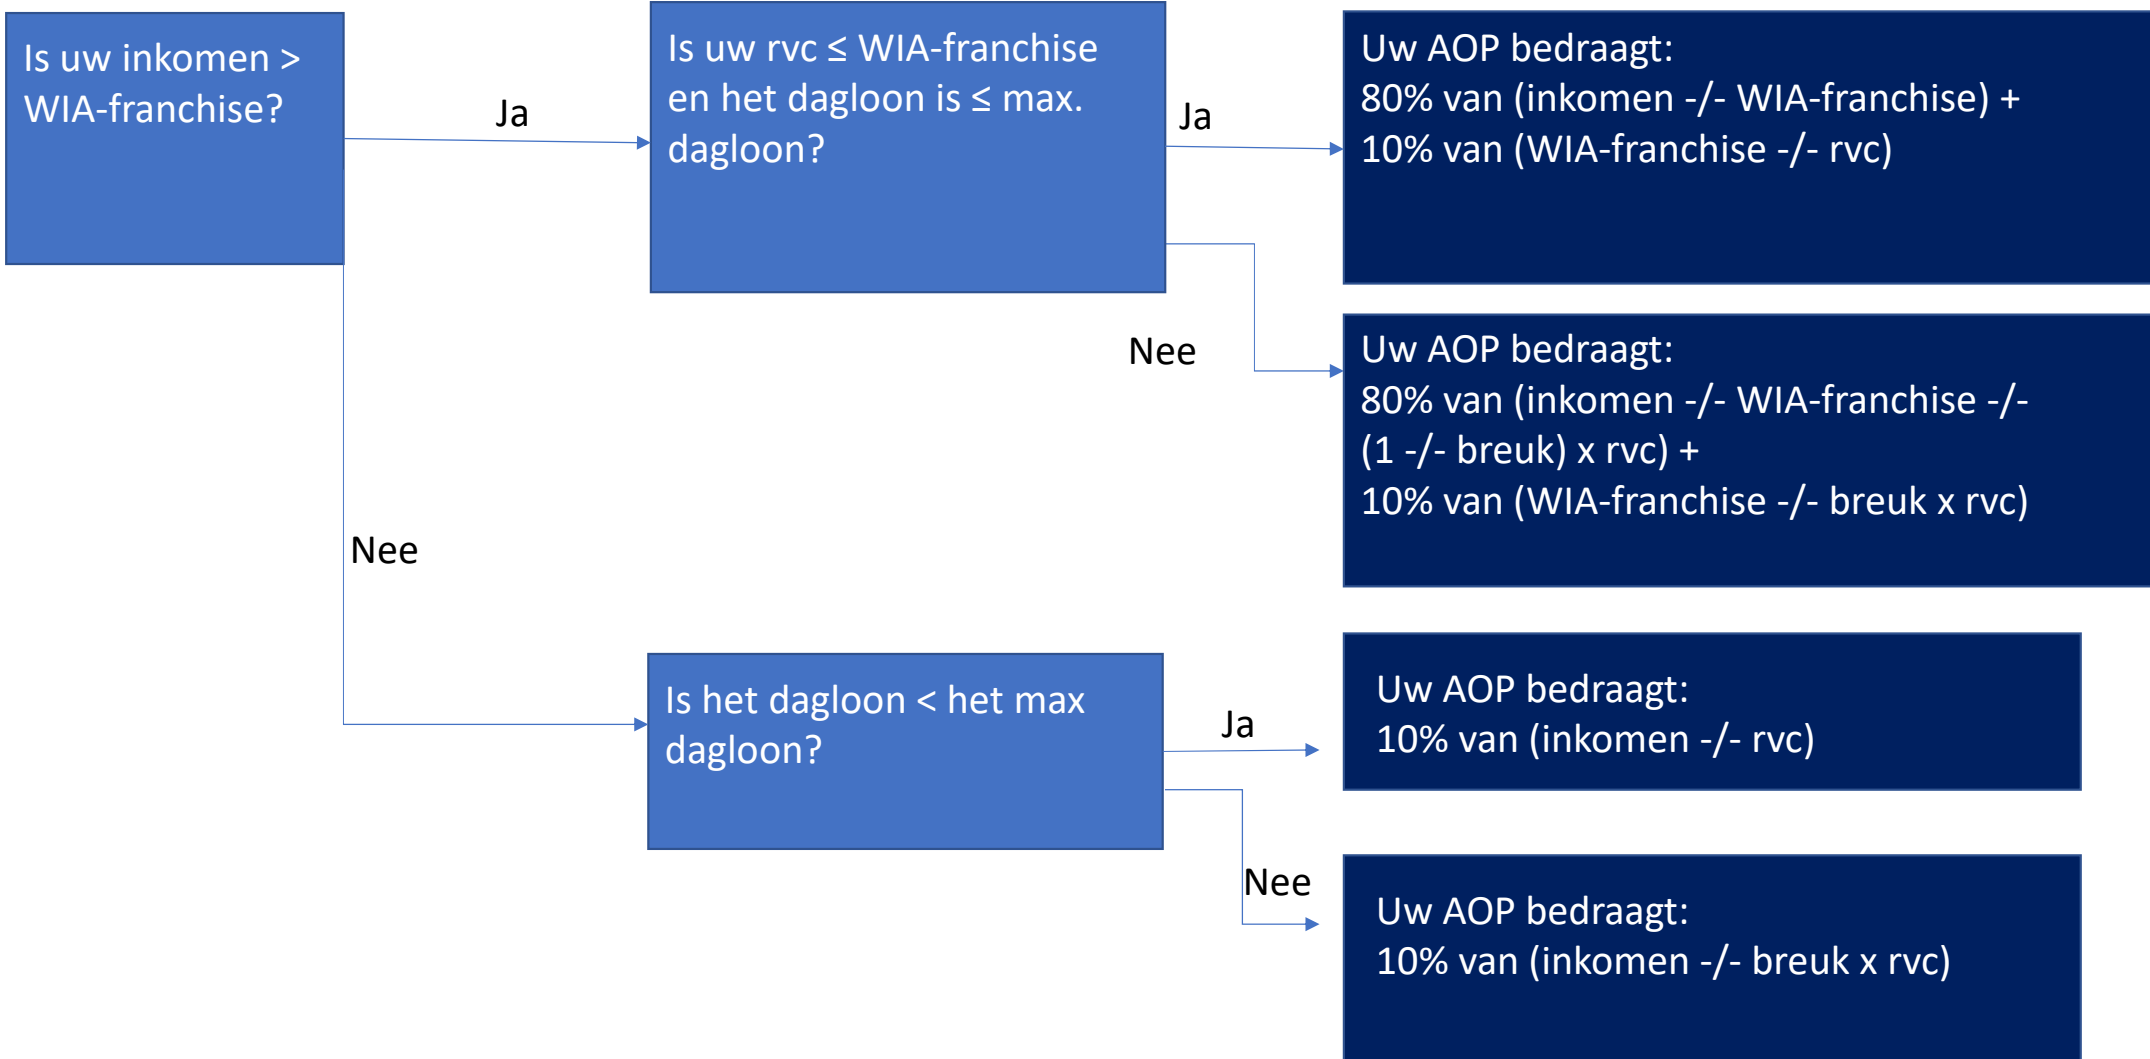 Is uw inkomen >
WIA-franchise?
Ja
Is uw rvc ≤ WIA-franchise
en het dagloon is ≤ max.
dagloon?
Ja
Uw AOP bedraagt:
80% van (inkomen -/- WIA-franchise) +
10% van (WIA-franchise -/- rvc)
Nee
Uw AOP bedraagt:
80% van (inkomen -/- WIA-franchise -/-
(1 -/- breuk) x rvc) +
10% van (WIA-franchise -/- breuk x rvc)
Nee
Is het dagloon < het max
dagloon?
Ja
Uw AOP bedraagt:
10% van (inkomen -/- rvc)
Nee
Uw AOP bedraagt:
10% van (inkomen -/- breuk x rvc)